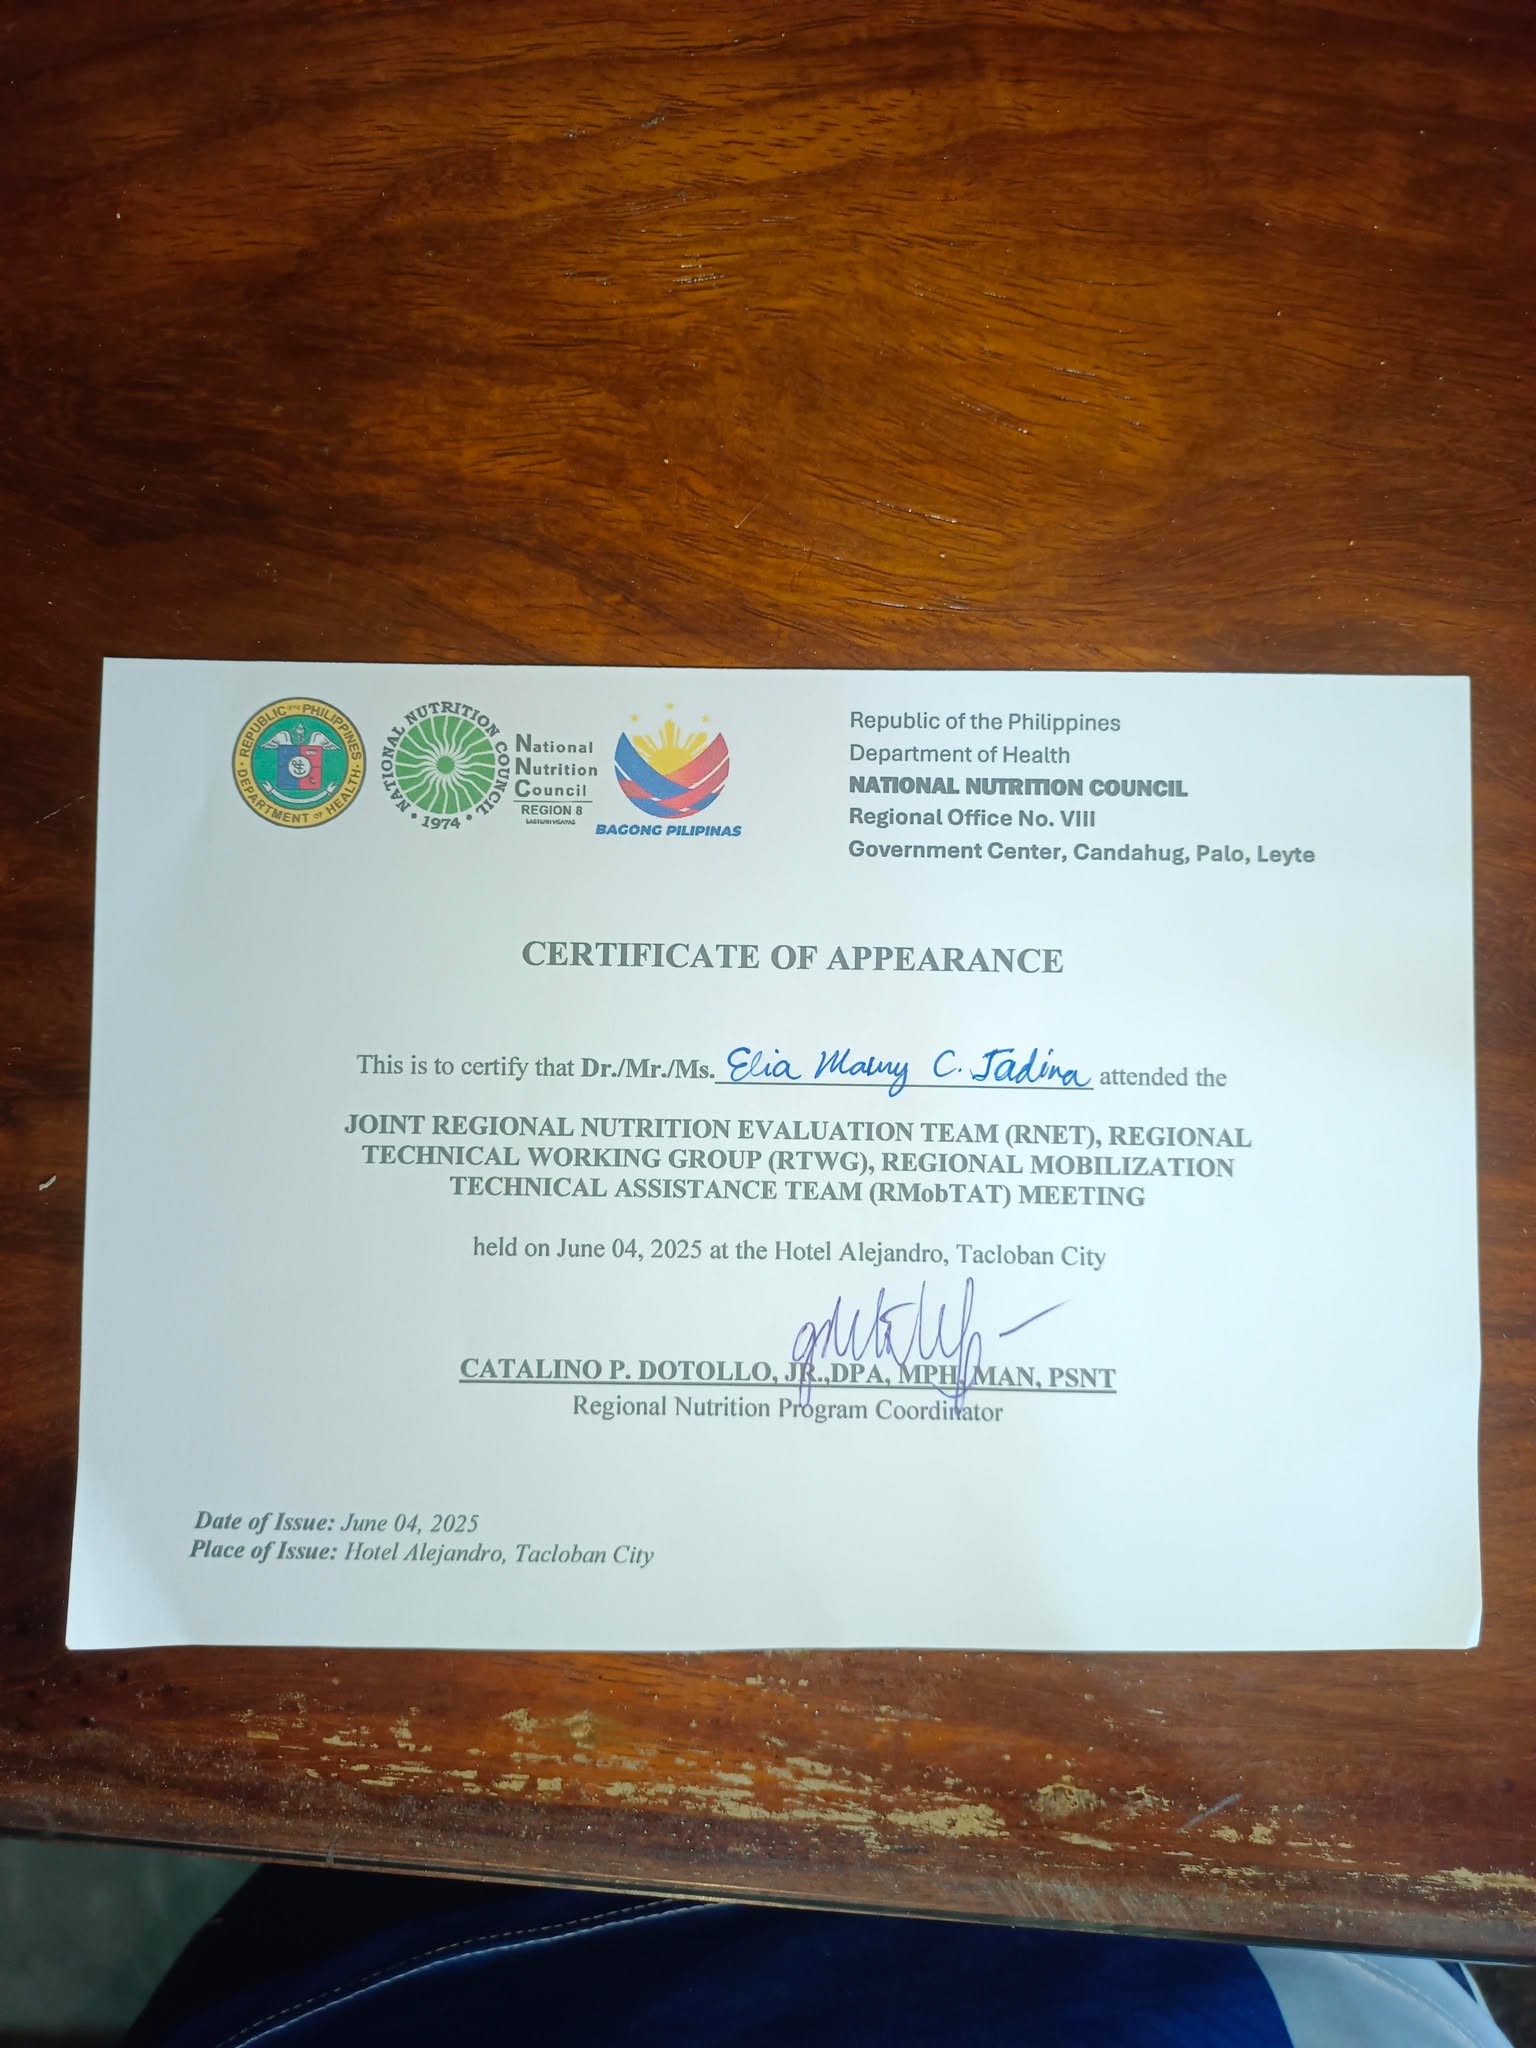 REPUBLIC OF THE PHILIPPINES
DEPARTMENT OF HEALTH
NATIONAL NUTRITION COUNCIL
1974
National
Nutrition
Council
REGION 8
EASTERN VISAYAS
BAGONG PILIPINAS
Republic of the Philippines
Department of Health
NATIONAL NUTRITION COUNCIL
Regional Office No. VIII
Government Center, Candahug, Palo, Leyte
CERTIFICATE OF APPEARANCE
This is to certify that Dr./Mr./Ms. Elia Maury C. Jadina attended the
JOINT REGIONAL NUTRITION EVALUATION TEAM (RNET), REGIONAL
TECHNICAL WORKING GROUP (RTWG), REGIONAL MOBILIZATION
TECHNICAL ASSISTANCE TEAM (RMobTAT) MEETING
held on June 04, 2025 at the Hotel Alejandro, Tacloban City
CATALINO P. DOTOLLO, JR.,DPA, MPH, MAN, PSNT
Regional Nutrition Program Coordinator
Date of Issue: June 04, 2025
Place of Issue: Hotel Alejandro, Tacloban City